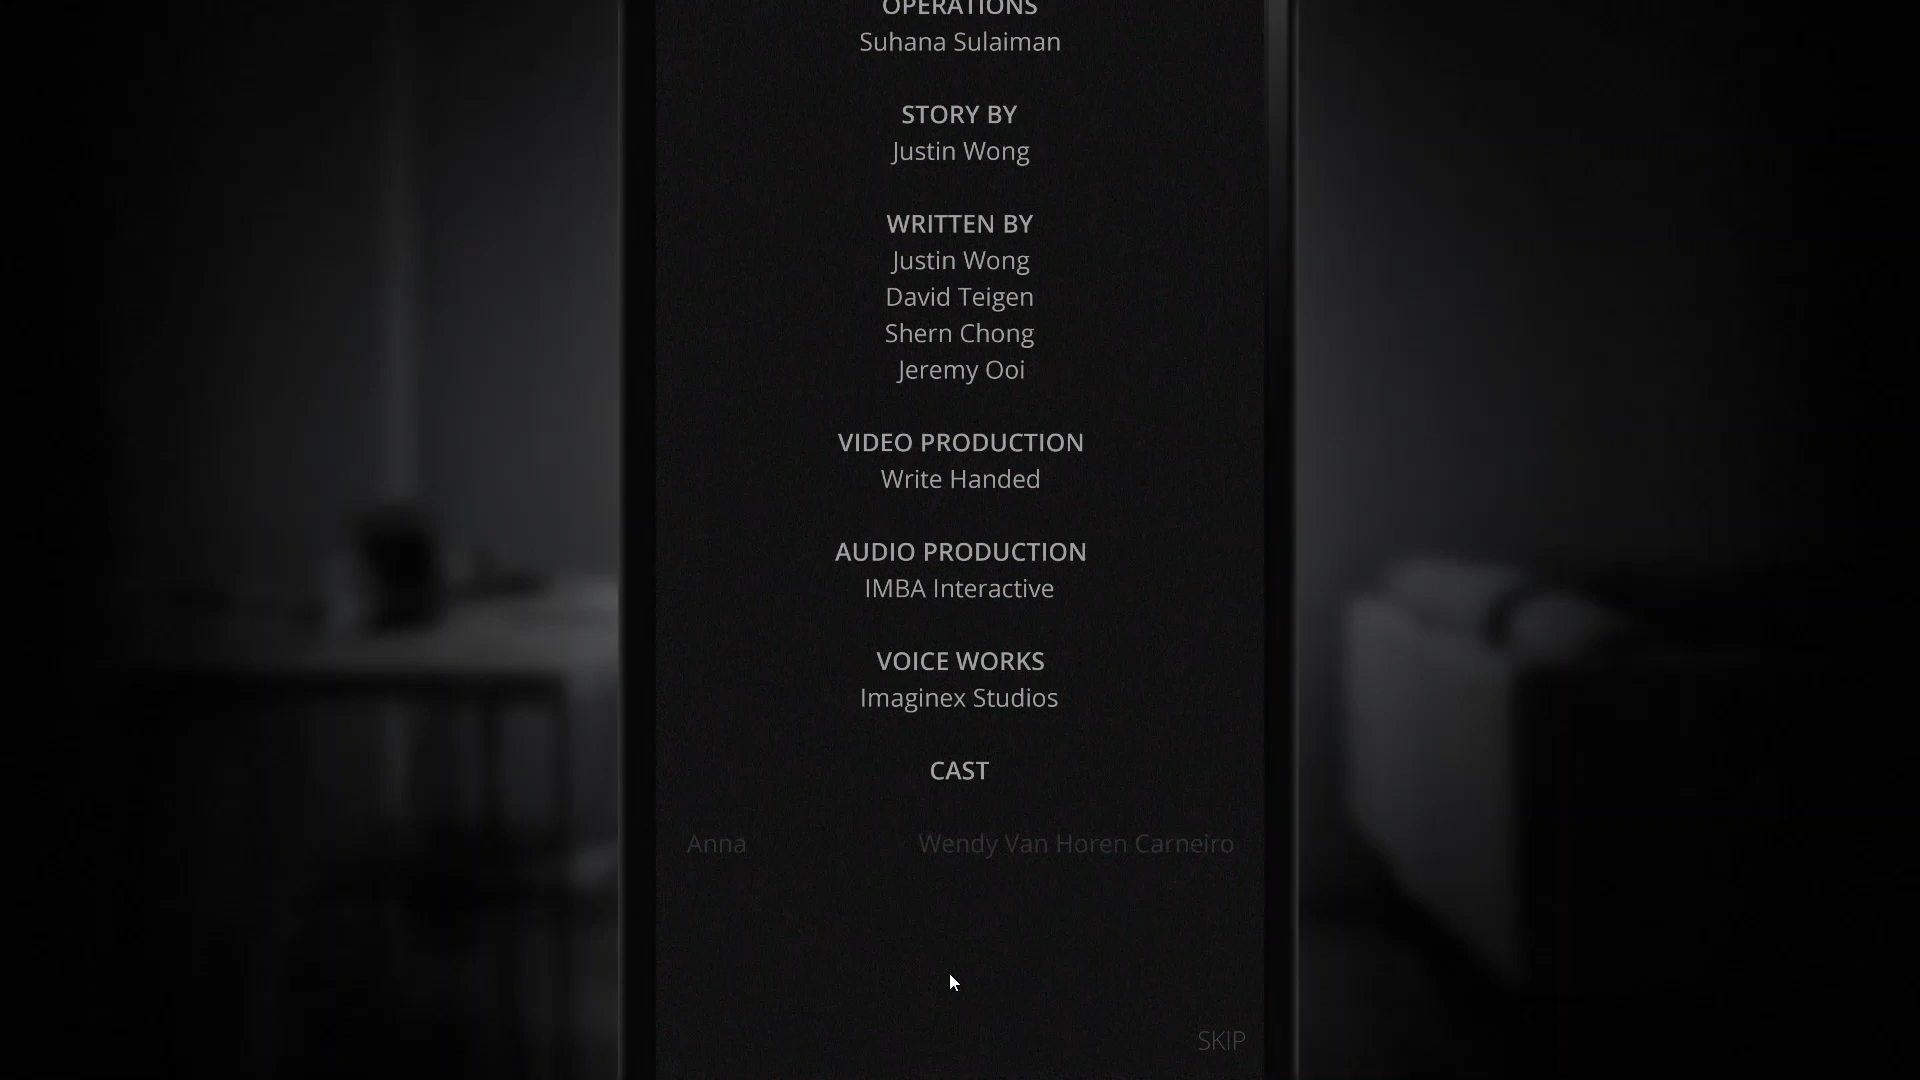 OPERATIONS
Suhana Sulaiman
STORY BY
Justin Wong
WRITTEN BY
Justin Wong
David Teigen
Shern Chong
Jeremy Ooi
VIDEO PRODUCTION
Write Handed
AUDIO PRODUCTION
IMBA Interactive
VOICE WORKS
Imaginex Studios
CAST
Anna Wendy Van Horen Carneiro
SKIP